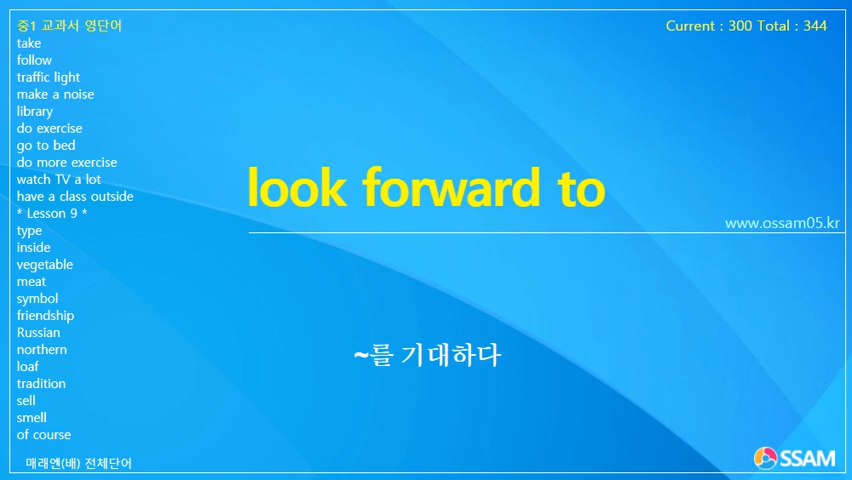 중1 교과서 영단어
Current : 300 Total : 344
take
follow
traffic light
make a noise
library
do exercise
go to bed
do more exercise
watch TV a lot
have a class outside
* Lesson 9 *
type
inside
vegetable
meat
symbol
friendship
Russian
northern
loaf
tradition
sell
smell
of course
look forward to
www.ossam05.kr
~를 기대하다
매래엔(배) 전체단어
OSSAM